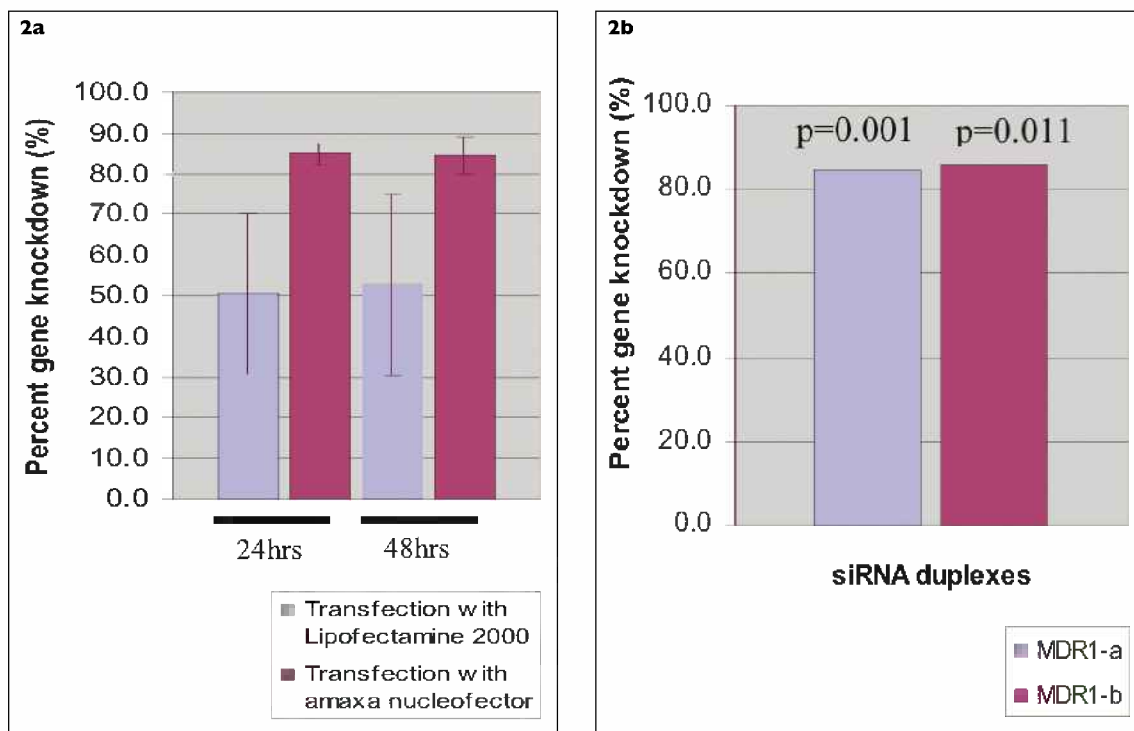 2a
Percent gene knockdown (%)
100.0
90.0
80.0
70.0
60.0
50.0
40.0
30.0
20.0
10.0
0.0
24hrs
48hrs
Transfection with
Lipofectamine 2000
Transfection with
amaxa nucleofector
2b
Percent gene knockdown (%)
100.0
80.0
60.0
40.0
20.0
0.0
p=0.001
p=0.011
siRNA duplexes
MDR1-a
MDR1-b